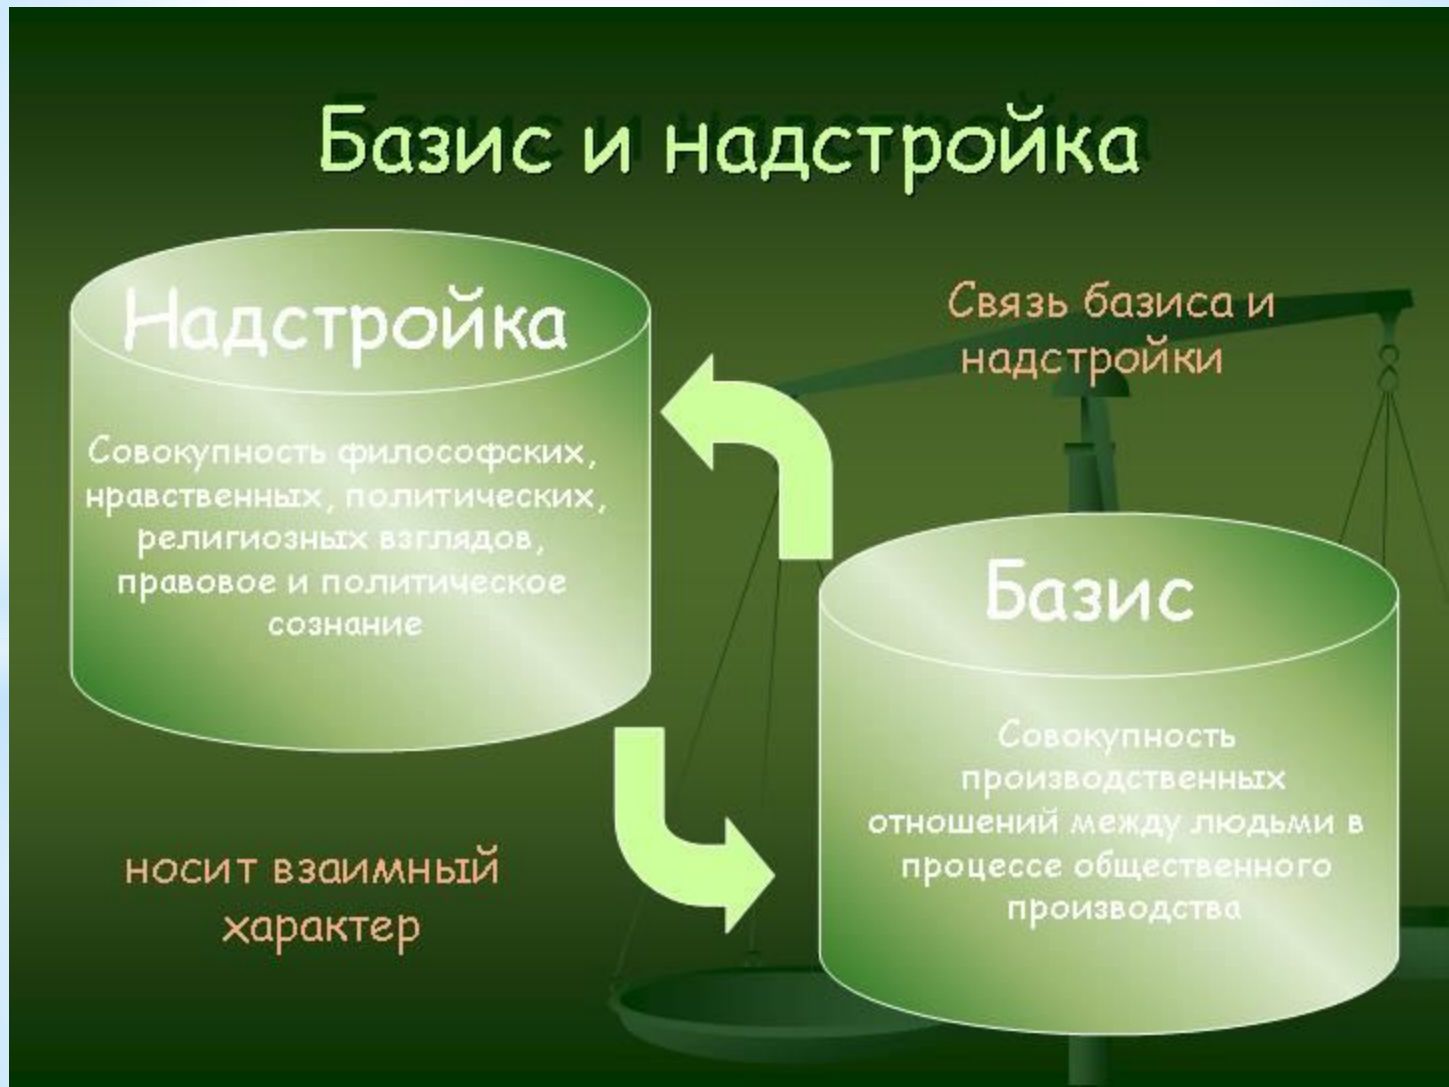 Базис и надстройка
Надстройка
Совокупность философских,
нравственных, политических,
религиозных взглядов,
правовое и политическое
сознание
Связь базиса и
надстройки
Базис
Совокупность
производственных
отношений между людьми в
процессе общественного
производства
носит взаимный
характер